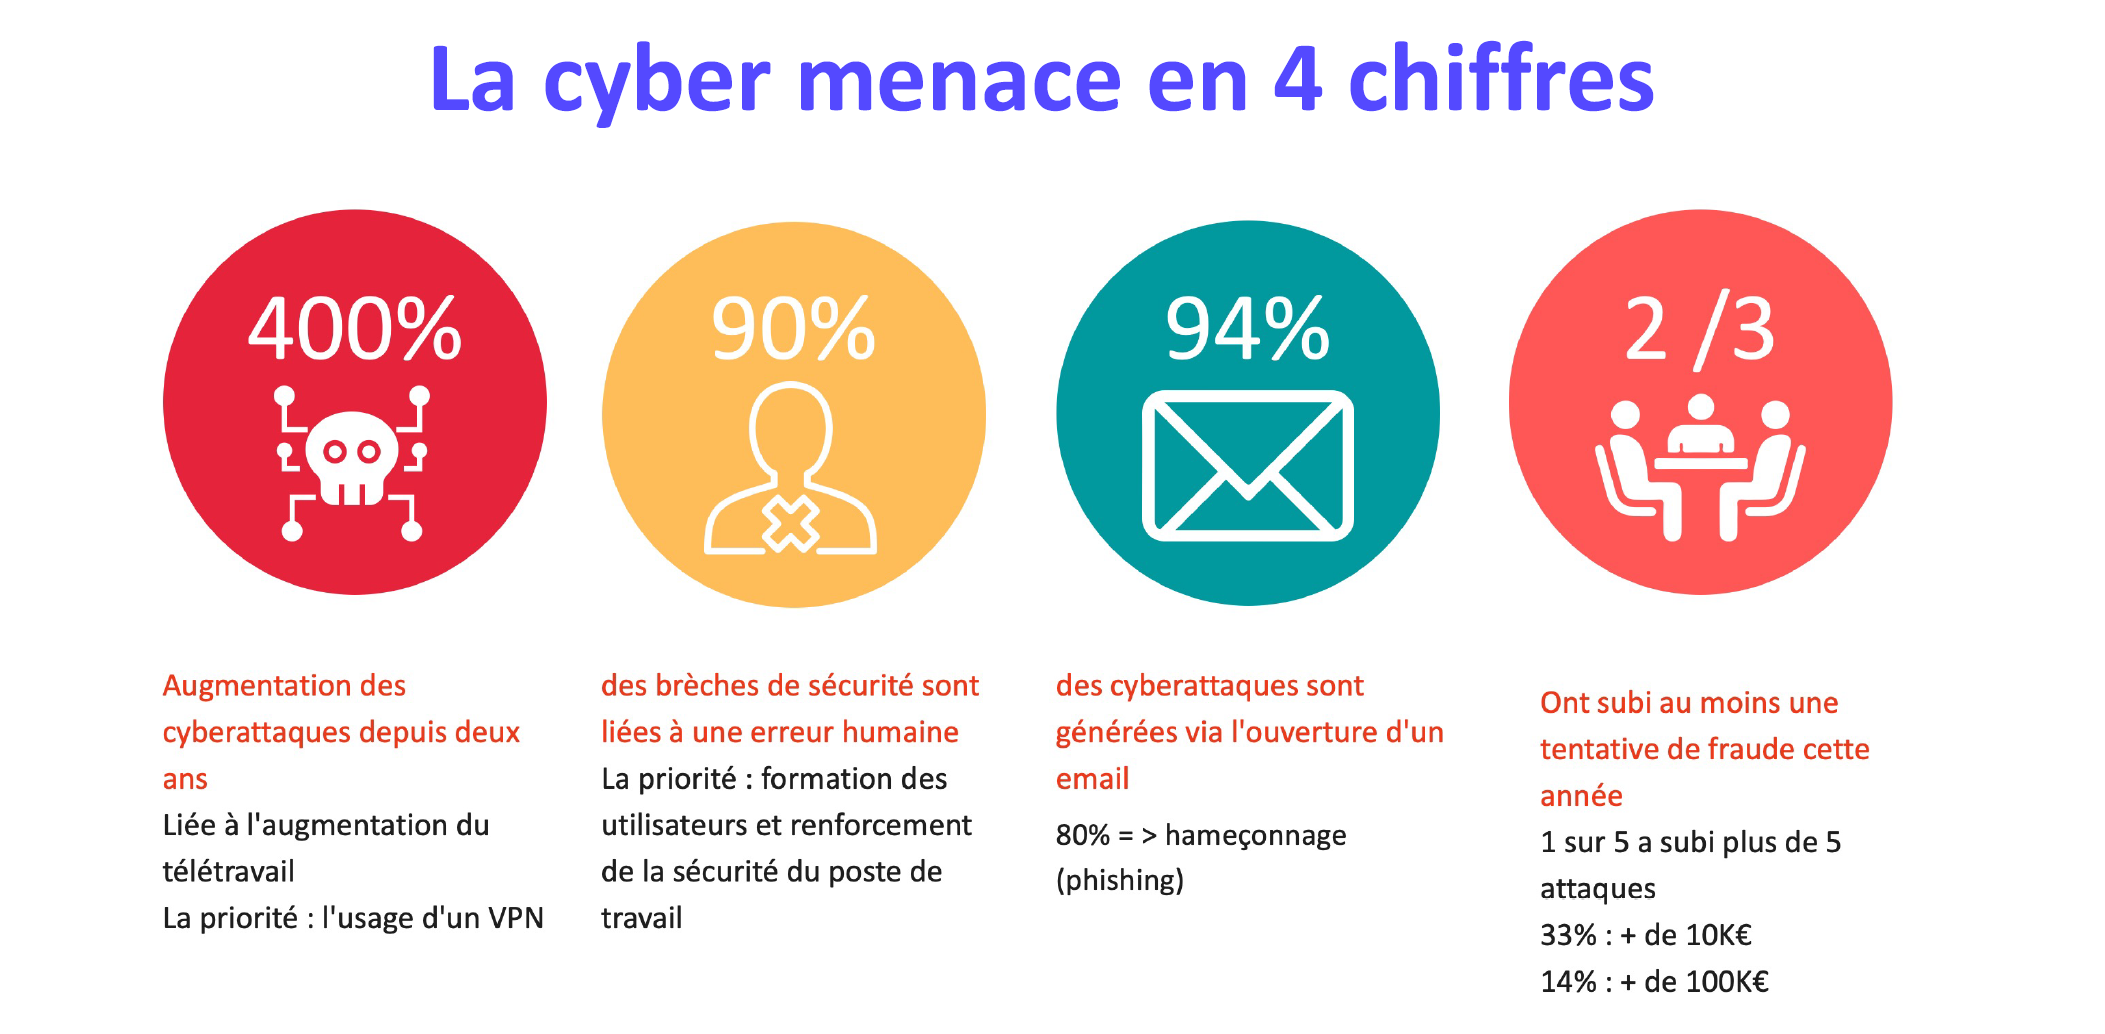 La cyber menace en 4 chiffres
400%
Augmentation des
cyberattaques depuis deux
ans
Liée à l'augmentation du
télétravail
La priorité : l'usage d'un VPN
90%
des brèches de sécurité sont
liées à une erreur humaine
La priorité : formation des
utilisateurs et renforcement
de la sécurité du poste de
travail
94%
des cyberattaques sont
générées via l'ouverture d'un
email
80% = > hameçonnage
(phishing)
2 /3
Ont subi au moins une
tentative de fraude cette
année
1 sur 5 a subi plus de 5
attaques
33% : + de 10K€
14% : + de 100K€